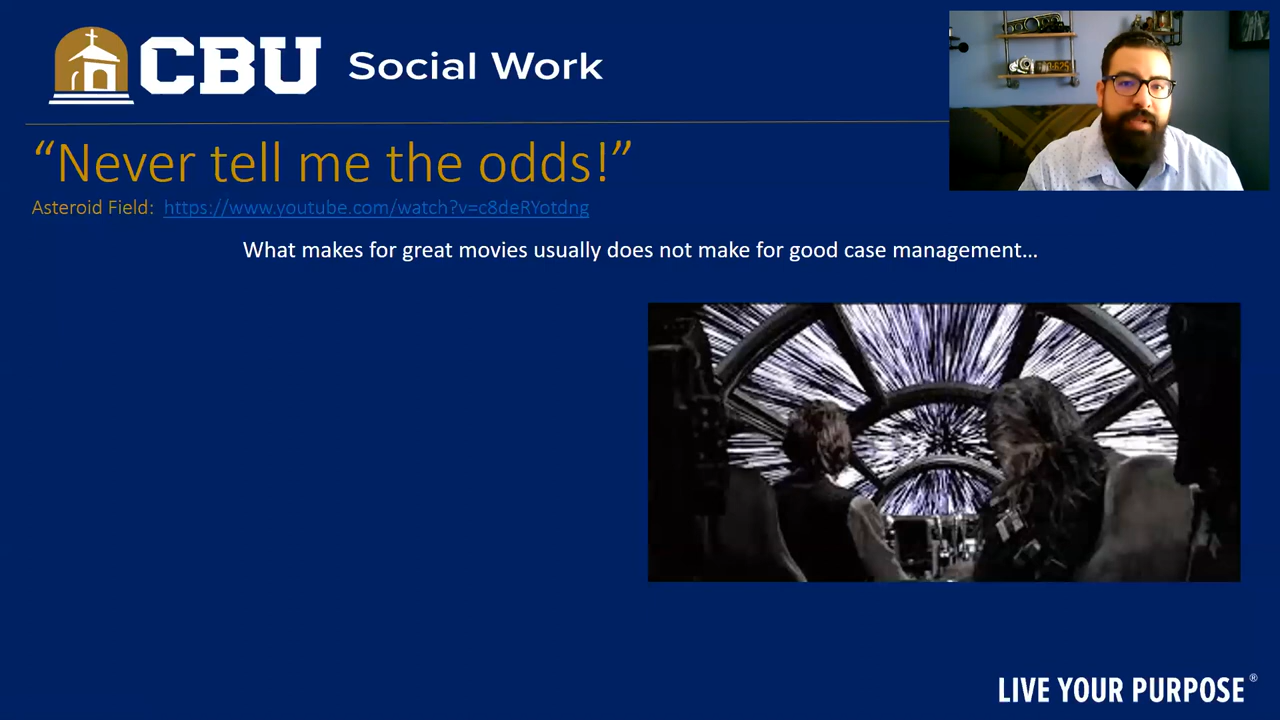 CBU Social Work
“Never tell me the odds!”
Asteroid Field: https://www.youtube.com/watch?v=c8deRYotdng
What makes for great movies usually does not make for good case management…
LIVE YOUR PURPOSE®